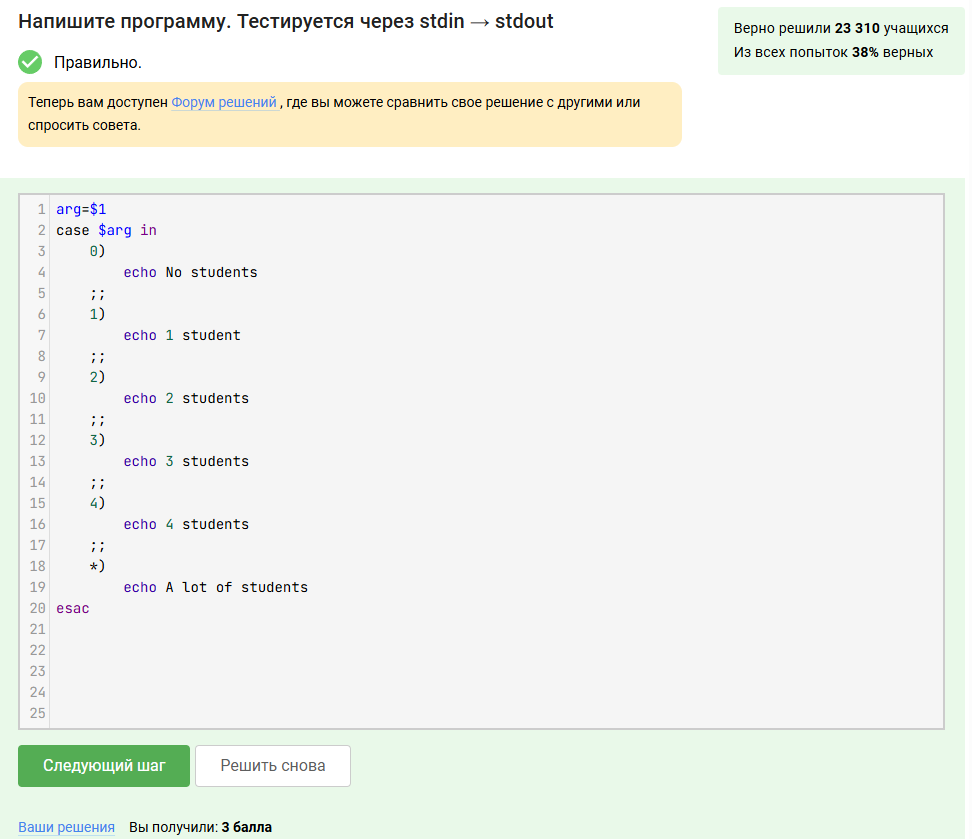 Напишите программу. Тестируется через stdin → stdout
Верно решили 23 310 учащихся
Из всех попыток 38% верных
Правильно.
Теперь вам доступен Форум решений , где вы можете сравнить свое решение с другими или
спросить совета.
1 arg=$1
2 case $arg in
3     0)
4         echo No students
5     ;;
6     1)
7         echo 1 student
8     ;;
9     2)
10         echo 2 students
11     ;;
12     3)
13         echo 3 students
14     ;;
15     4)
16         echo 4 students
17     ;;
18     *)
19         echo A lot of students
20 esac
21
22
23
24
25
Следующий шаг Решить снова
Ваши решения Вы получили: 3 балла